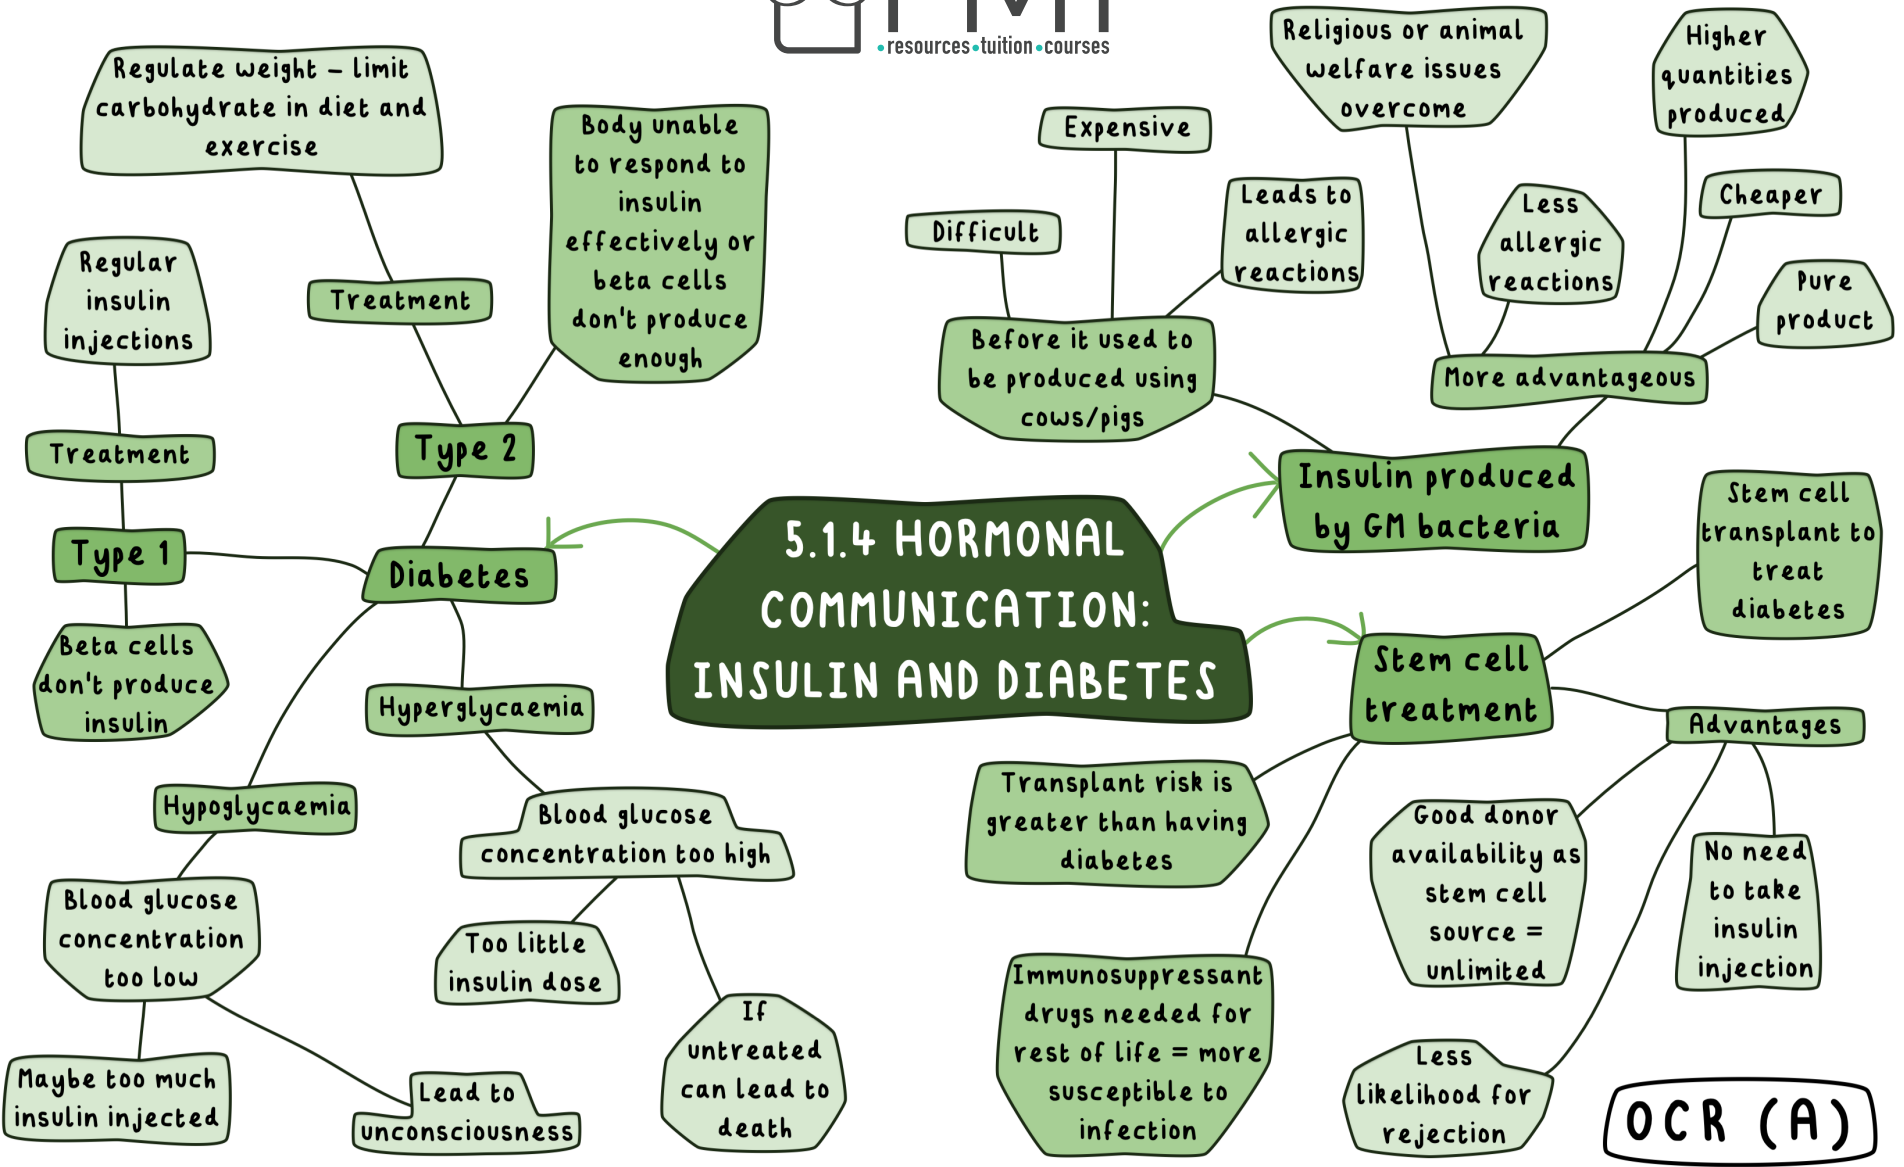 •resources•tuition•courses
5.1.4 HORMONAL
COMMUNICATION:
INSULIN AND DIABETES
Diabetes
Type 2
Treatment
Regulate weight – limit
carbohydrate in diet and
exercise
Body unable
to respond to
insulin
effectively or
beta cells
don't produce
enough
Type 1
Treatment
Regular
insulin
injections
Beta cells
don't produce
insulin
Hyperglycaemia
Blood glucose
concentration too high
Too little
insulin dose
If
untreated
can lead to
death
Hypoglycaemia
Blood glucose
concentration
too low
Maybe too much
insulin injected
Lead to
unconsciousness
Insulin produced
by GM bacteria
Before it used to
be produced using
cows/pigs
Difficult
Expensive
Leads to
allergic
reactions
More advantageous
Religious or animal
welfare issues
overcome
Less
allergic
reactions
Higher
quantities
produced
Cheaper
Pure
product
Stem cell
treatment
Stem cell
transplant to
treat
diabetes
Advantages
Good donor
availability as
stem cell
source =
unlimited
No need
to take
insulin
injection
Less
likelihood for
rejection
Transplant risk is
greater than having
diabetes
Immunosuppressant
drugs needed for
rest of life = more
susceptible to
infection
OCR (A)